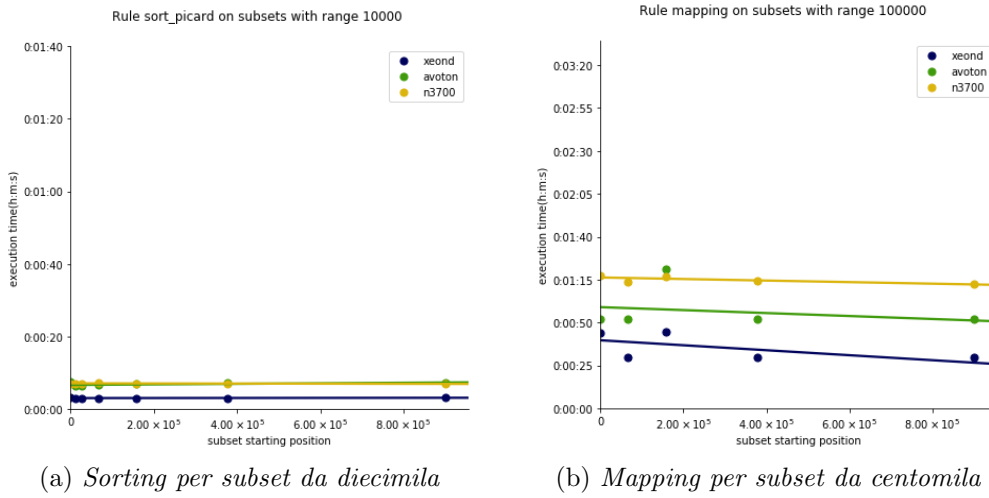 Rule sort_picard on subsets with range 10000
0:01:40
0:01:20
0:01:00
0:00:40
0:00:20
0:00:00
execution time(h:m:s)
xeond
avoton
n3700
0
2.00 × 10⁵
4.00 × 10⁵
6.00 × 10⁵
8.00 × 10⁵
subset starting position
(a) Sorting per subset da diecimila
Rule mapping on subsets with range 100000
0:03:20
0:02:55
0:02:30
0:02:05
0:01:40
0:01:15
0:00:50
0:00:25
0:00:00
execution time(h:m:s)
xeond
avoton
n3700
0
2.00 × 10⁵
4.00 × 10⁵
6.00 × 10⁵
8.00 × 10⁵
subset starting position
(b) Mapping per subset da centomila